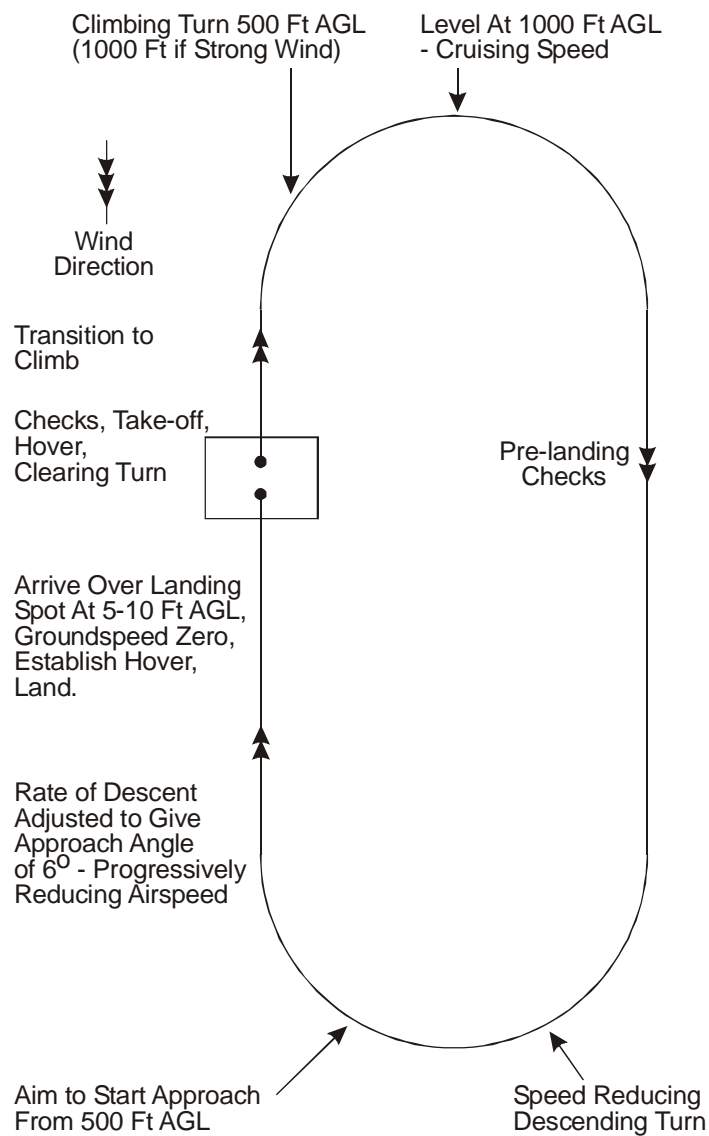 Climbing Turn 500 Ft AGL
(1000 Ft if Strong Wind)
Level At 1000 Ft AGL
- Cruising Speed
Wind
Direction
Transition to
Climb
Checks, Take-off,
Hover,
Clearing Turn
Pre-landing
Checks
Arrive Over Landing
Spot At 5-10 Ft AGL,
Groundspeed Zero,
Establish Hover,
Land.
Rate of Descent
Adjusted to Give
Approach Angle
of 6° - Progressively
Reducing Airspeed
Aim to Start Approach
From 500 Ft AGL
Speed Reducing
Descending Turn